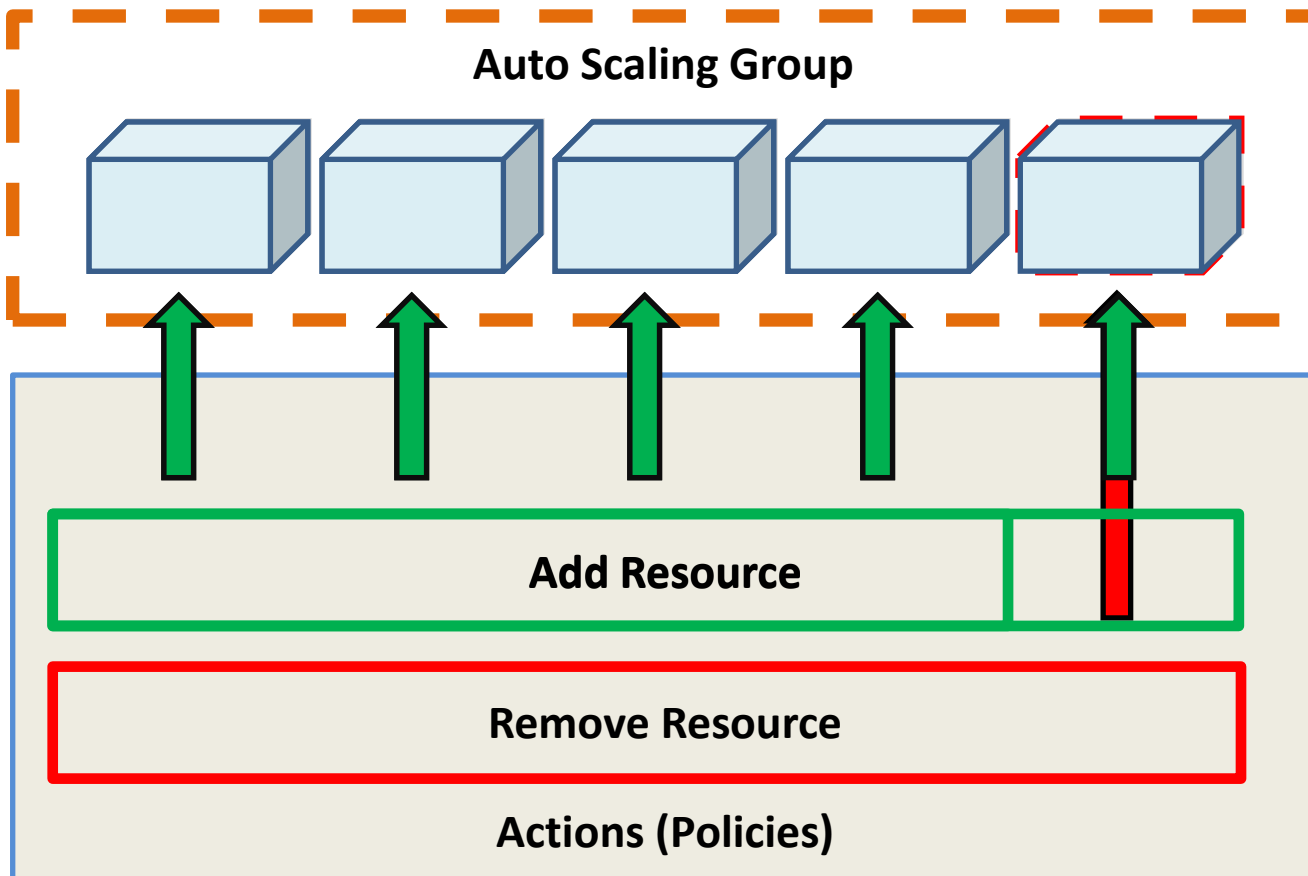 Auto Scaling Group
Add Resource
Remove Resource
Actions (Policies)